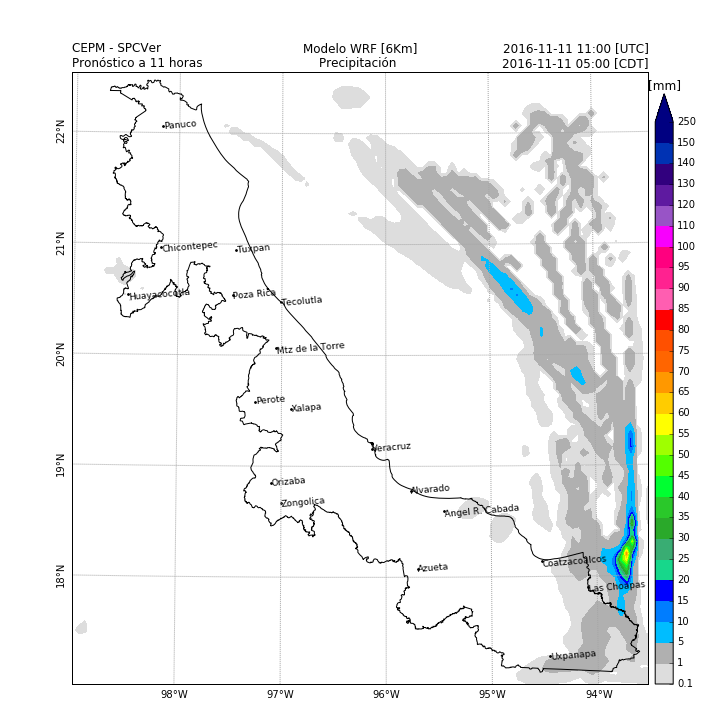 CEPM - SPCVer
Pronóstico a 11 horas
Modelo WRF [6Km]
Precipitación
2016-11-11 11:00 [UTC]
2016-11-11 05:00 [CDT]
[mm]
250
150
140
130
120
110
100
95
90
85
80
75
70
65
60
55
50
45
40
35
30
25
20
15
10
5
1
0.1
22°N
21°N
20°N
19°N
18°N
98°W
97°W
96°W
95°W
94°W
Panuco
Chicontepec
Tuxpan
Huayacocotla
Poza Rica
Tecolutla
Mtz de la Torre
Perote
Xalapa
Veracruz
Orizaba
Alvarado
Zongolica
Angel R. Cabada
Azueta
Coatzacoalcos
Las Choapas
Uxpanapa